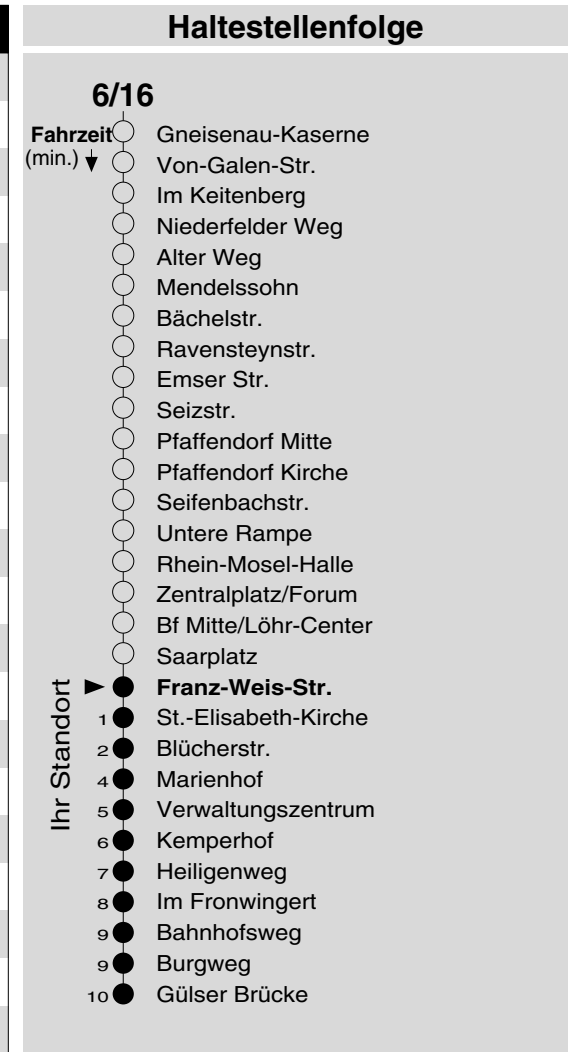 Haltestellenfolge
6/16
Fahrzeit
(min.)
Gneisenau-Kaserne
Von-Galen-Str.
Im Keitenberg
Niederfelder Weg
Alter Weg
Mendelssohn
Bächelstr.
Ravensteynstr.
Emser Str.
Seizstr.
Pfaffendorf Mitte
Pfaffendorf Kirche
Seifenbachstr.
Untere Rampe
Rhein-Mosel-Halle
Zentralplatz/Forum
Bf Mitte/Löhr-Center
Saarplatz
Ihr Standort
Franz-Weis-Str.
1 St.-Elisabeth-Kirche
2 Blücherstr.
4 Marienhof
5 Verwaltungszentrum
6 Kemperhof
7 Heiligenweg
8 Im Fronwingert
9 Bahnhofsweg
9 Burgweg
10 Gülser Brücke